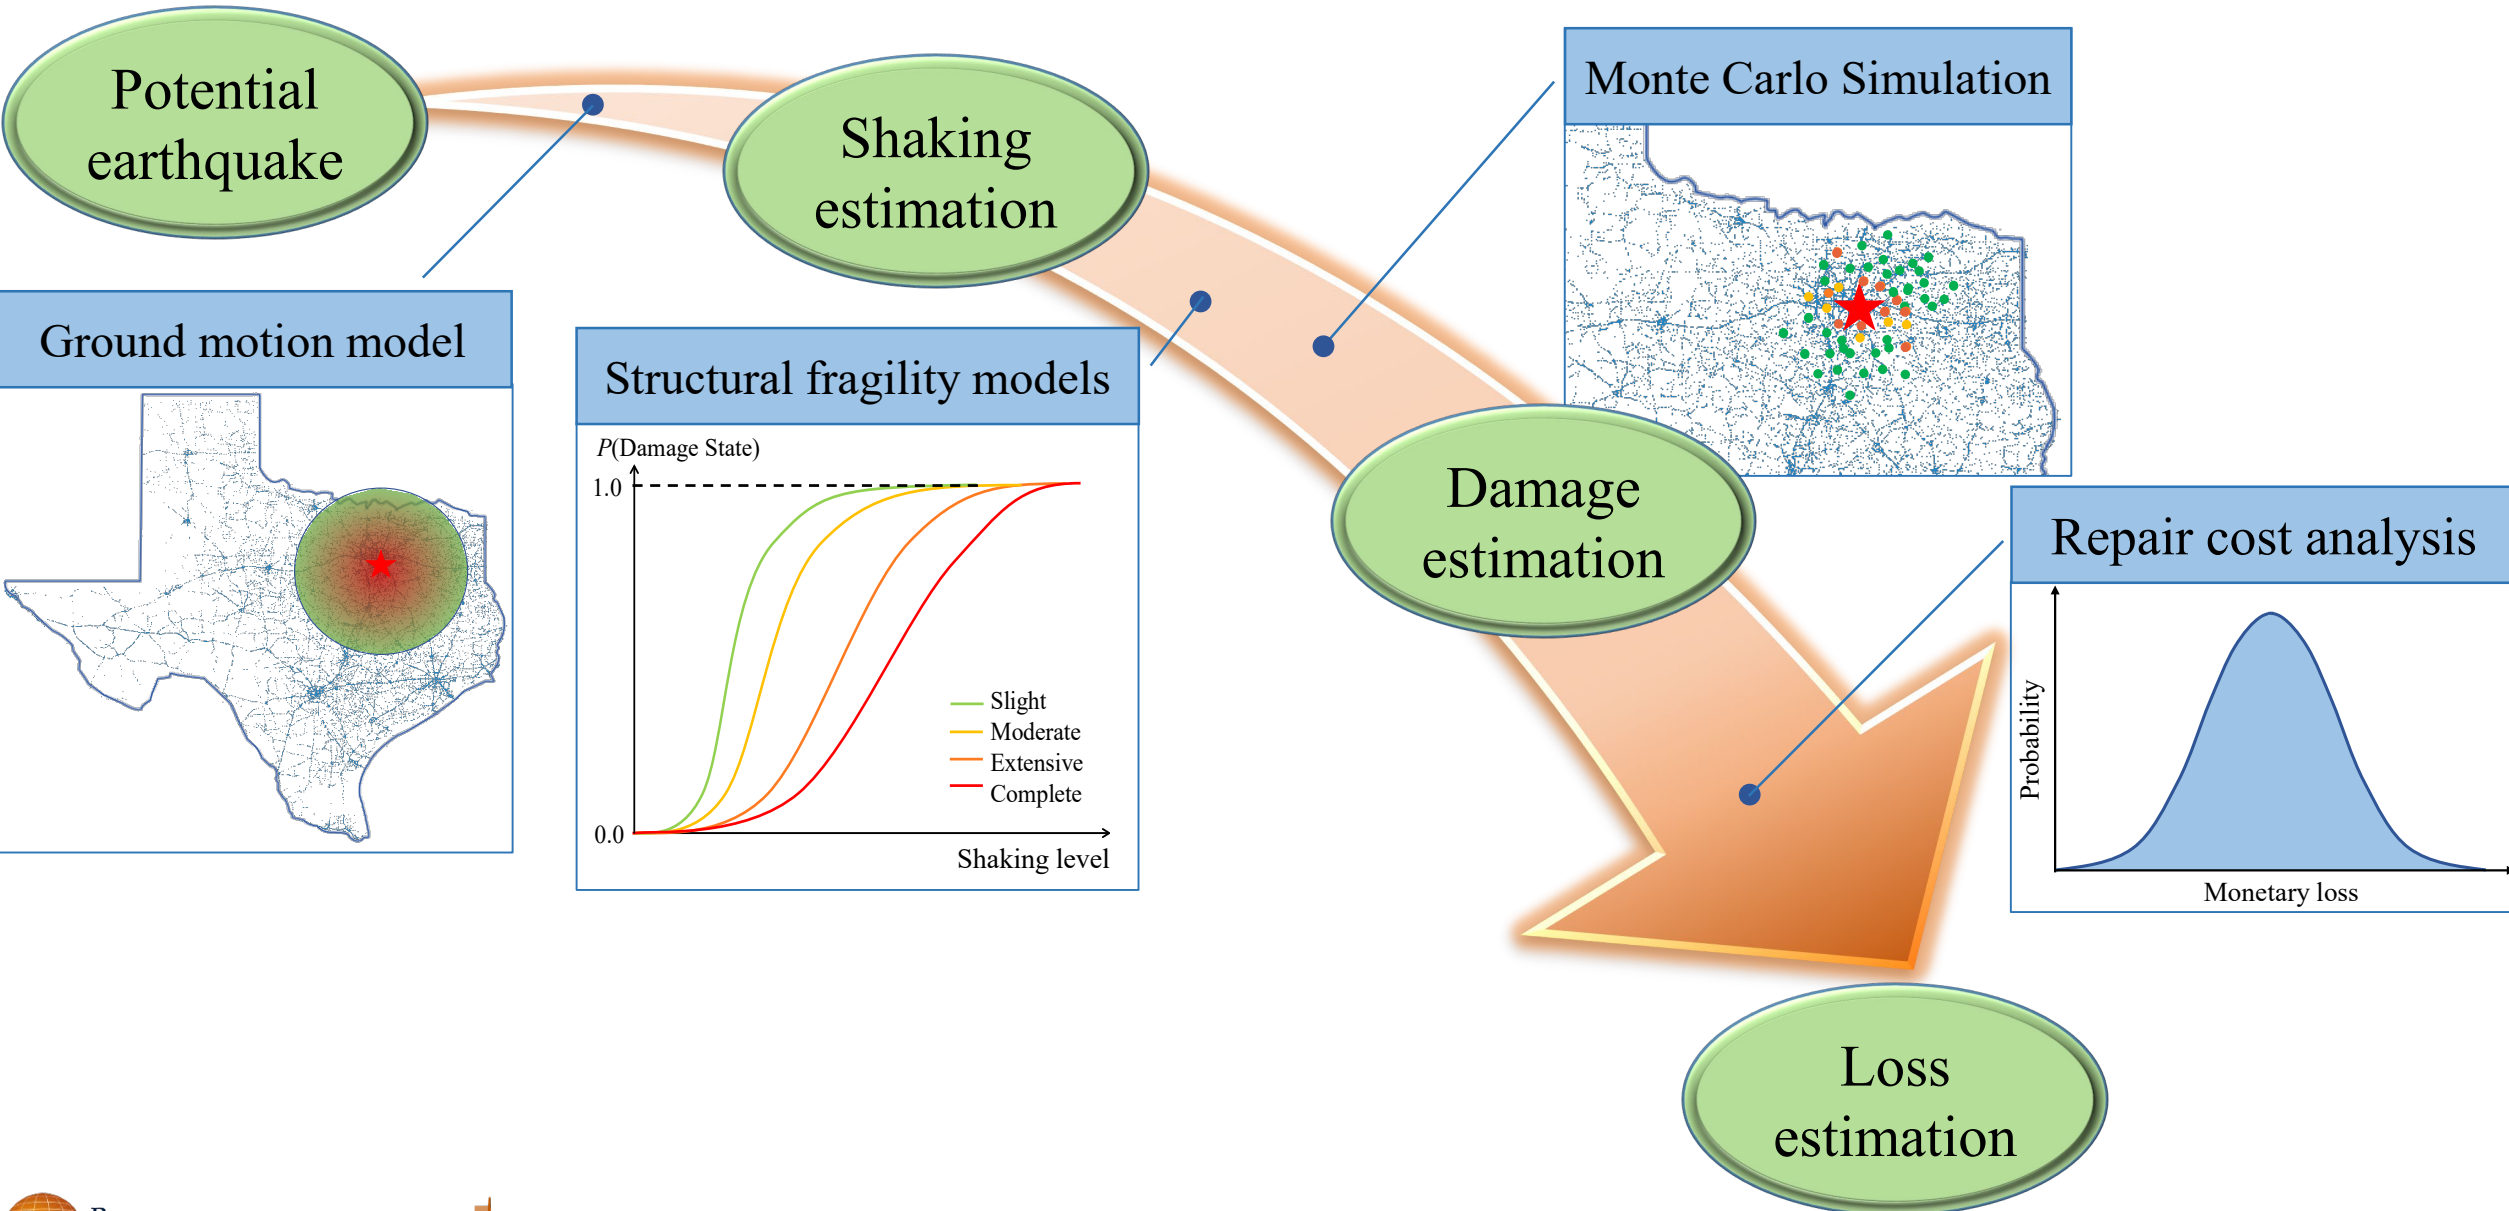 Potential
earthquake
Shaking
estimation
Monte Carlo Simulation
Ground motion model
Structural fragility models
P(Damage State)
1.0
Slight
Moderate
Extensive
Complete
0.0
Shaking level
Damage
estimation
Repair cost analysis
Probability
Monetary loss
Loss
estimation